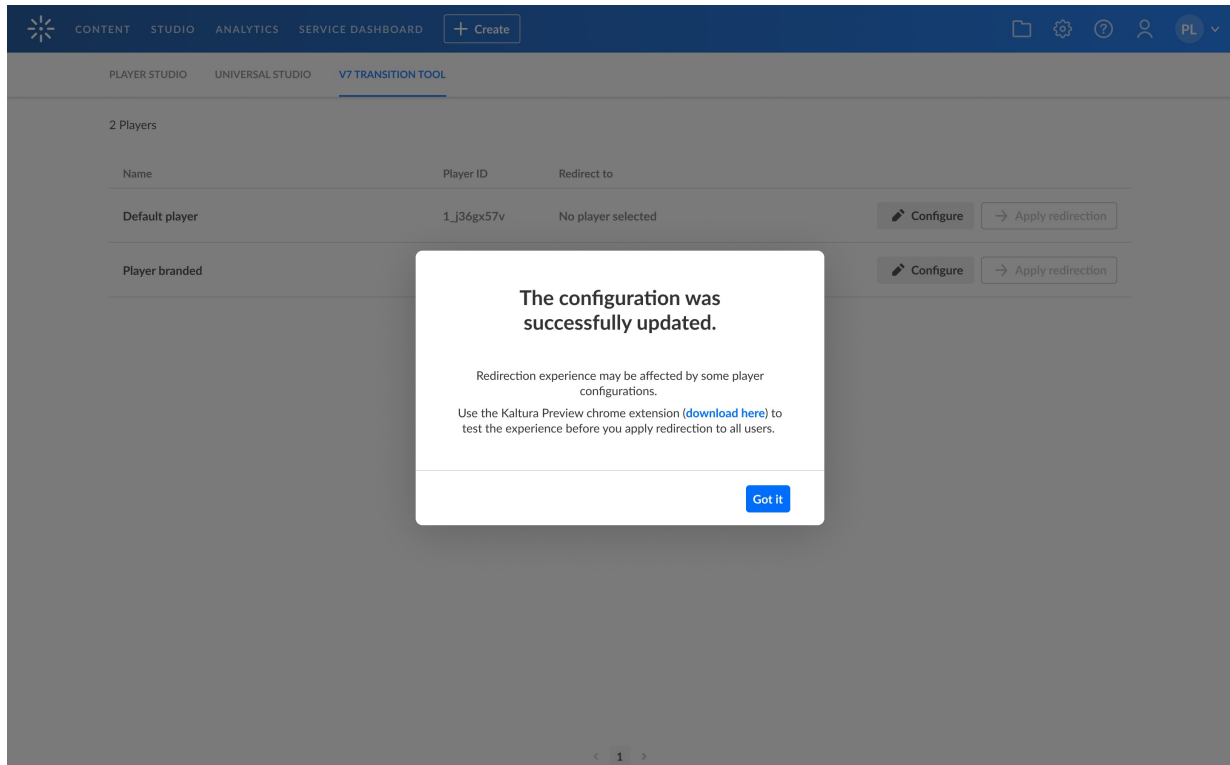 CONTENT STUDIO ANALYTICS SERVICE DASHBOARD + Create PL
PLAYER STUDIO UNIVERSAL STUDIO V7 TRANSITION TOOL
2 Players
Name Player ID Redirect to
Default player 1_j36gx57v No player selected Configure → Apply redirection
Player branded Configure → Apply redirection
The configuration was
successfully updated.
Redirection experience may be affected by some player
configurations.
Use the Kaltura Preview chrome extension (download here) to
test the experience before you apply redirection to all users.
Got it
< 1 >